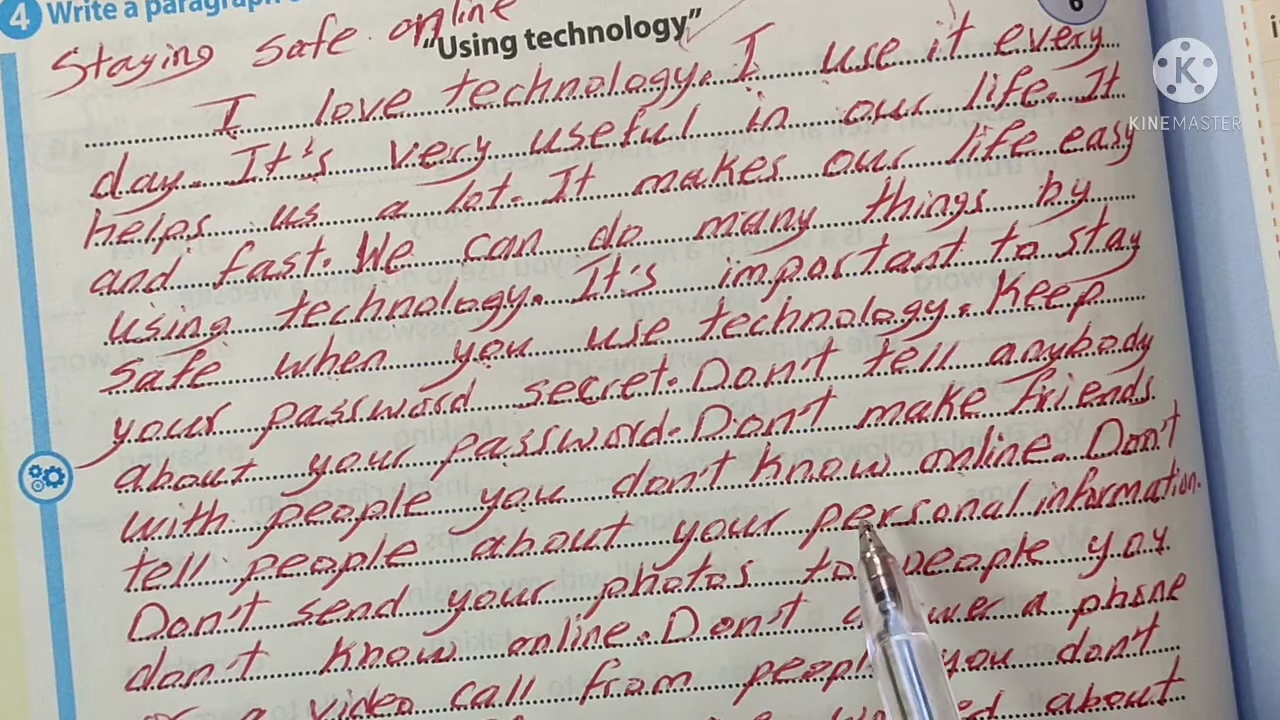 4 Write a paragraph
6
Staying safe online
"Using technology"
KINEMASTER
I love technology. I use it every
day. It's very useful in our life. It
helps us a lot. It makes our life easy
and fast. We can do many things by
using technology. It's important to stay
safe when you use technology. Keep
your password secret. Don't tell anybody
about your password. Don't make friends
with people you don't know online. Don't
tell people about your personal information.
Don't send your photos to people you
don't know online. Don't a wer a phone
or a video call from people you don't
about